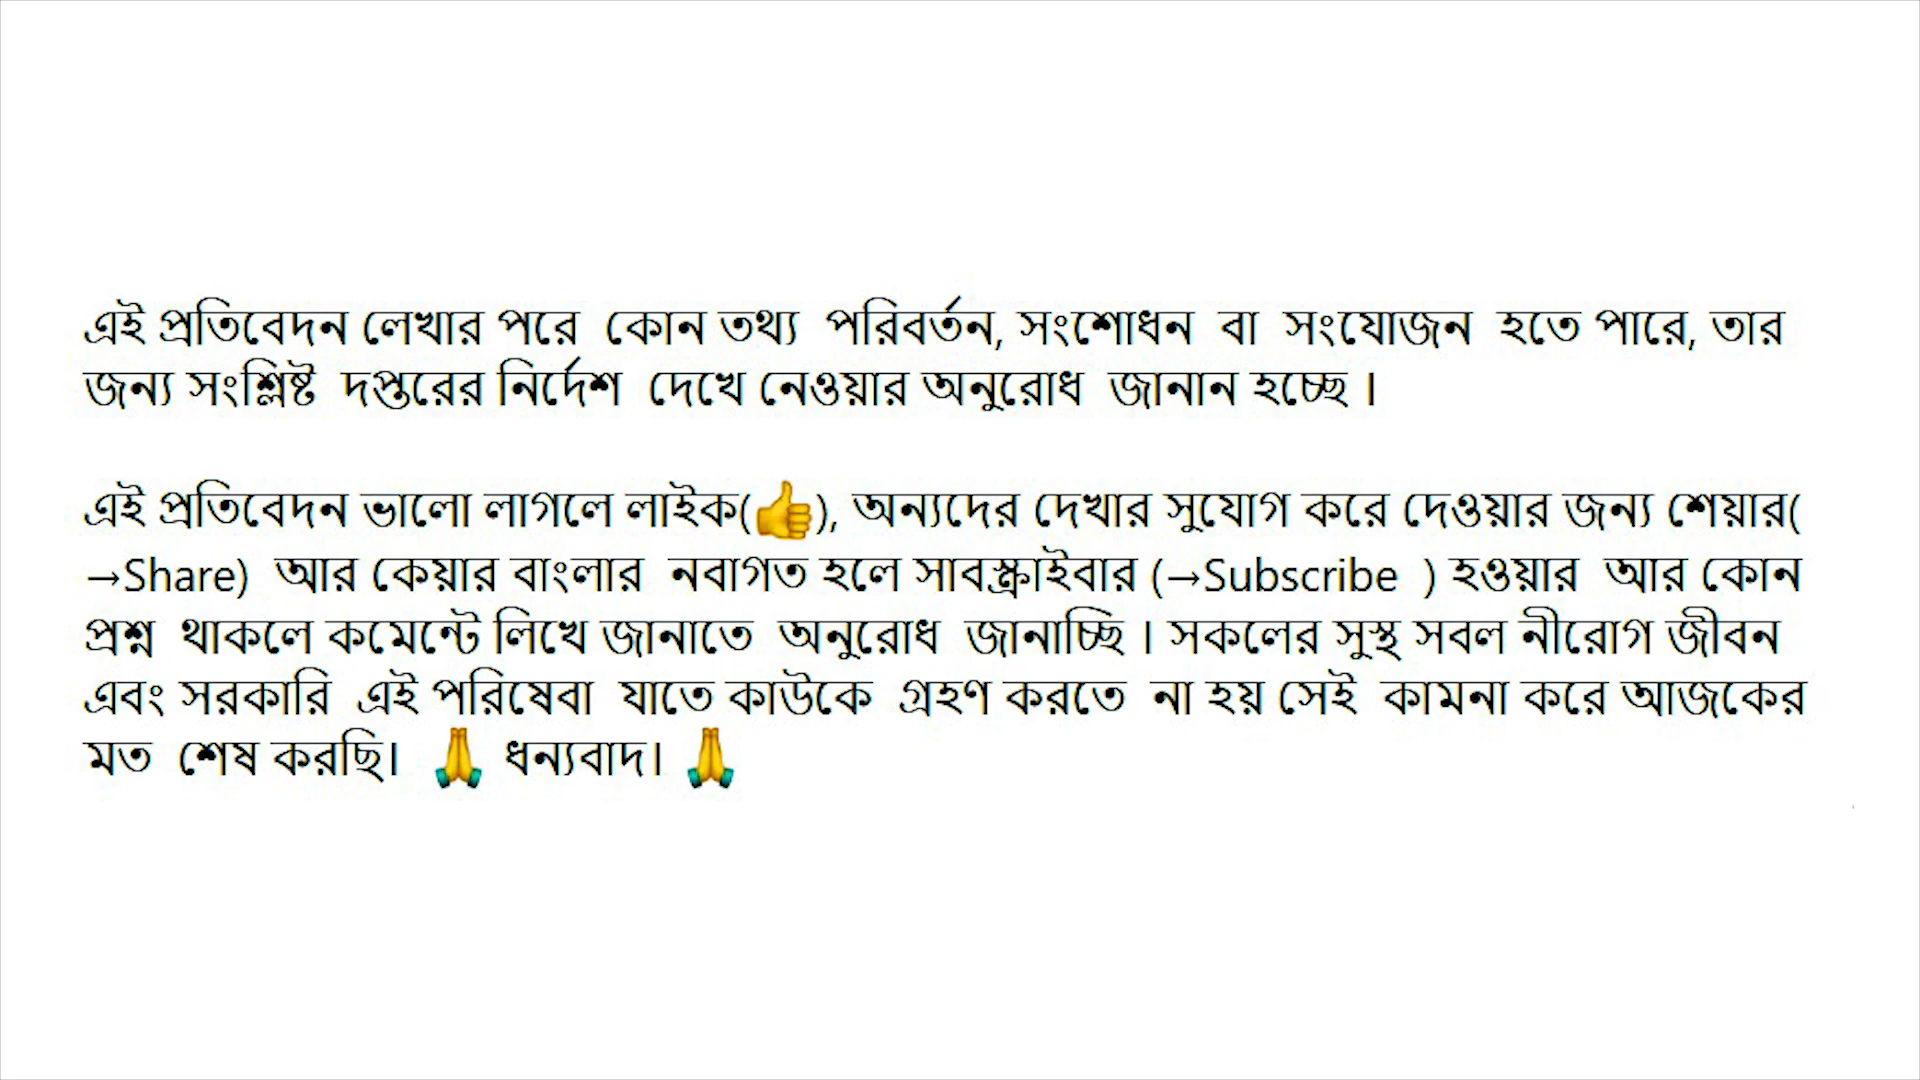 এই প্রতিবেদন লেখার পরে কোন তথ্য পরিবর্তন, সংশোধন বা সংযোজন হতে পারে, তার
জন্য সংশ্লিষ্ট দপ্তরের নির্দেশ দেখে নেওয়ার অনুরোধ জানান হচ্ছে ।
এই প্রতিবেদন ভালো লাগলে লাইক(👍), অন্যদের দেখার সুযোগ করে দেওয়ার জন্য শেয়ার(
→Share) আর কেয়ার বাংলার নবাগত হলে সাবস্ক্রাইবার (→Subscribe ) হওয়ার আর কোন
প্রশ্ন থাকলে কমেন্টে লিখে জানাতে অনুরোধ জানাচ্ছি । সকলের সুস্থ সবল নীরোগ জীবন
এবং সরকারি এই পরিষেবা যাতে কাউকে গ্রহণ করতে না হয় সেই কামনা করে আজকের
মত শেষ করছি। 🙏 ধন্যবাদ। 🙏